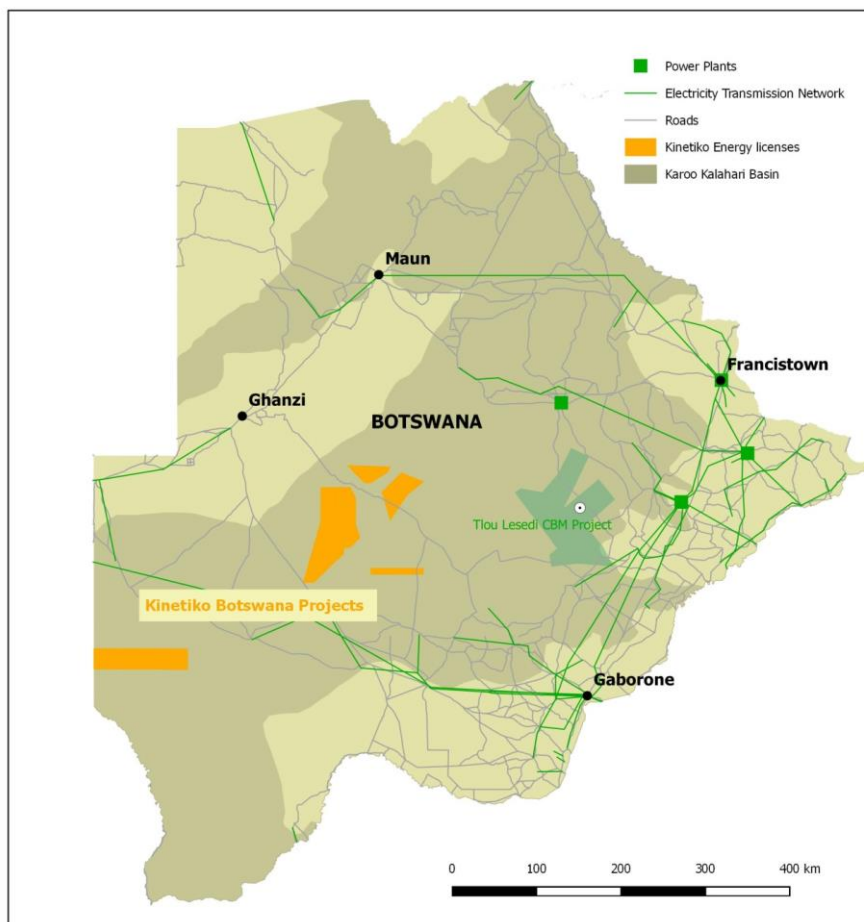 Power Plants
Electricity Transmission Network
Roads
Kinetiko Energy licenses
Karoo Kalahari Basin
Maun
Francistown
Ghanzi
BOTSWANA
Tlou Lesedi CBM Project
Kinetiko Botswana Projects
Gaborone
0 100 200 300 400 km